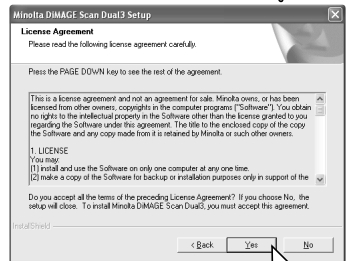 Minolta DiMAGE Scan Dual3 Setup
License Agreement
Please read the following license agreement carefully.
Press the PAGE DOWN key to see the rest of the agreement.
This is a license agreement and not an agreement for sale. Minolta owns, or has been
licensed from other owners, copyrights in the computer programs ("Software"). You obtain
no rights to the intellectual property in the Software other than the license granted to you
regarding the Software under this agreement. The title to the enclosed copy of the copy
the Software and any copy made from it is retained by Minolta or such other owners.
1. LICENSE
You may:
(1) install and use the Software on only one computer at any one time.
(2) make a copy of the Software for backup or installation purposes only in support of the
Do you accept all the terms of the preceding License Agreement? If you choose No, the
setup will close. To install Minolta DiMAGE Scan Dual3, you must accept this agreement.
InstallShield
< Back Yes No